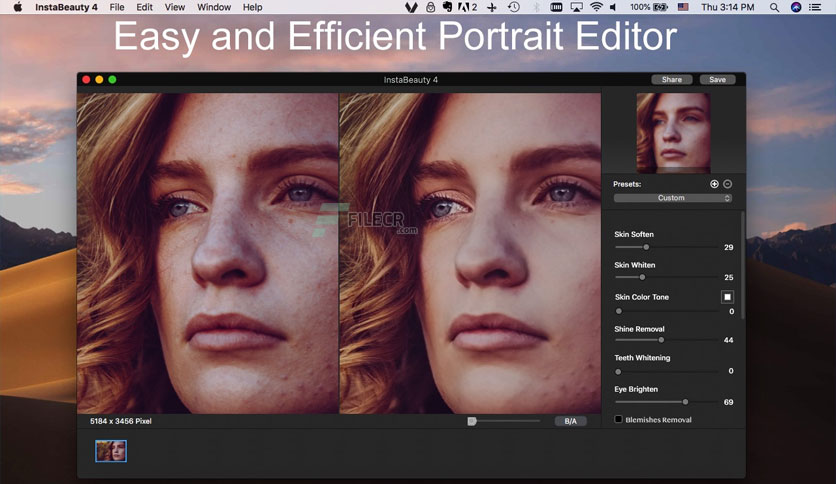 InstaBeauty 4 File Edit View Window Help 2 100% Thu 3:14 PM
Easy and Efficient Portrait Editor
InstaBeauty 4
Share Save
FILECR
.com
Presets:
Custom
Skin Soften
29
Skin Whiten
25
Skin Color Tone
0
Shine Removal
44
Teeth Whitening
0
Eye Brighten
69
Blemishes Removal
5184 x 3456 Pixel
B/A